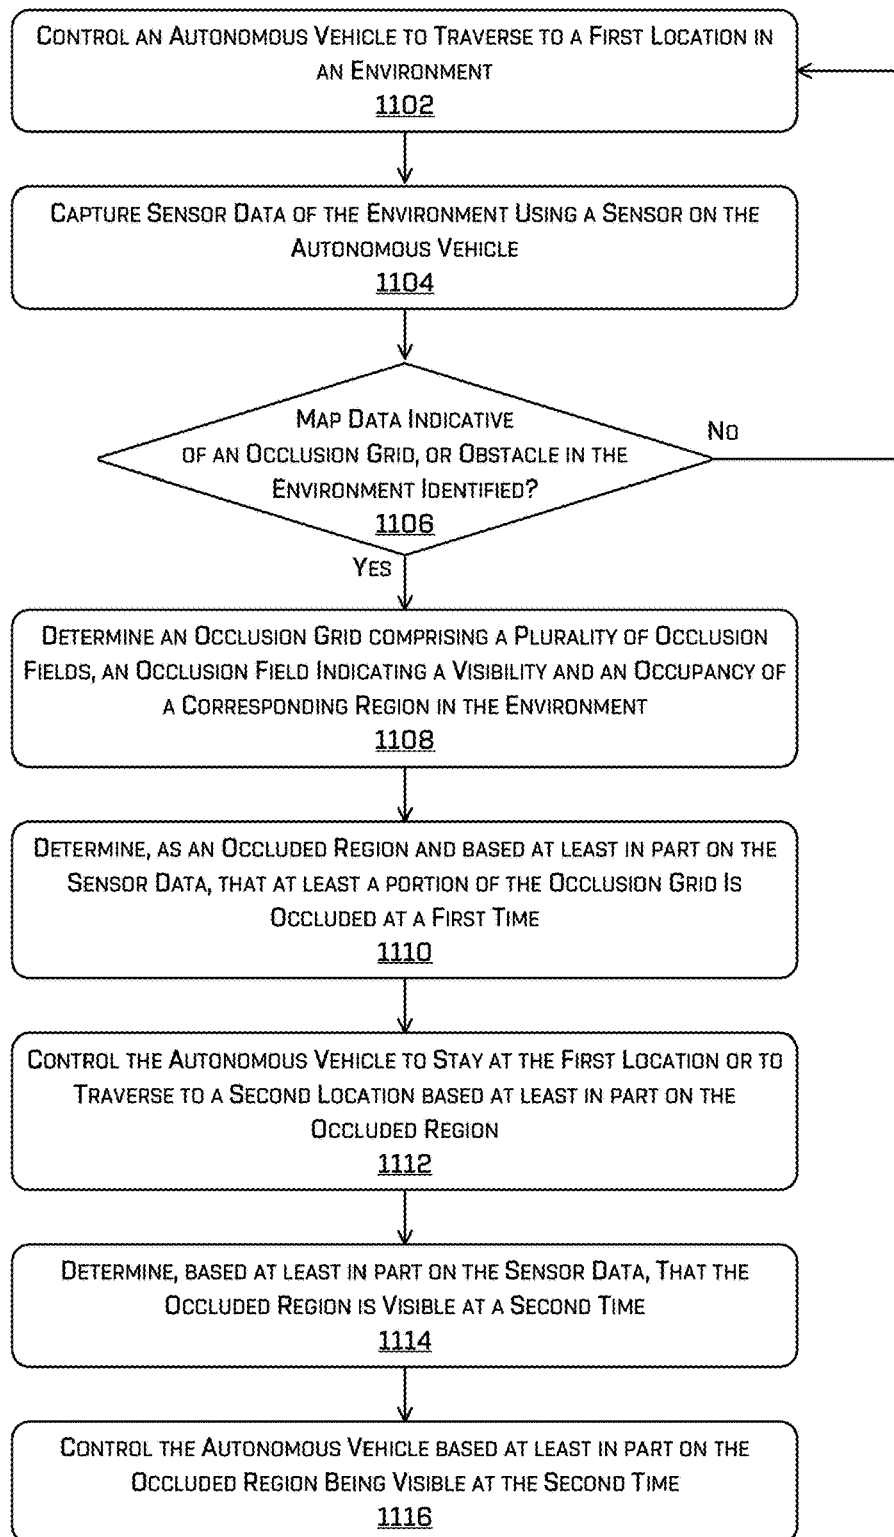 Control an Autonomous Vehicle to Traverse to a First Location in
an Environment
1102
Capture Sensor Data of the Environment Using a Sensor on the
Autonomous Vehicle
1104
Map Data Indicative
of an Occlusion Grid, or Obstacle in the
Environment Identified?
1106
No
Yes
Determine an Occlusion Grid comprising a Plurality of Occlusion
Fields, an Occlusion Field Indicating a Visibility and an Occupancy of
a Corresponding Region in the Environment
1108
Determine, as an Occluded Region and based at least in part on the
Sensor Data, that at least a portion of the Occlusion Grid Is
Occluded at a First Time
1110
Control the Autonomous Vehicle to Stay at the First Location or to
Traverse to a Second Location based at least in part on the
Occluded Region
1112
Determine, based at least in part on the Sensor Data, That the
Occluded Region is Visible at a Second Time
1114
Control the Autonomous Vehicle based at least in part on the
Occluded Region Being Visible at the Second Time
1116